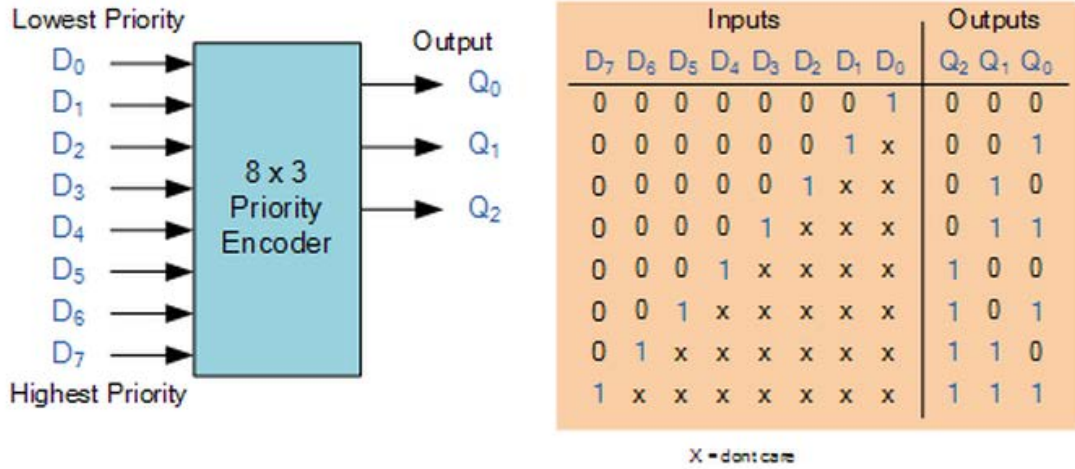 Lowest Priority
D₀
D₁
D₂
D₃
D₄
D₅
D₆
D₇
Highest Priority
8 x 3
Priority
Encoder
Output
Q₀
Q₁
Q₂
Inputs Outputs
D₇ D₆ D₅ D₄ D₃ D₂ D₁ D₀ Q₂ Q₁ Q₀
0 0 0 0 0 0 0 1 0 0 0
0 0 0 0 0 0 1 x 0 0 1
0 0 0 0 0 1 x x 0 1 0
0 0 0 0 1 x x x 0 1 1
0 0 0 1 x x x x 1 0 0
0 0 1 x x x x x 1 0 1
0 1 x x x x x x 1 1 0
1 x x x x x x x 1 1 1
X = dont care